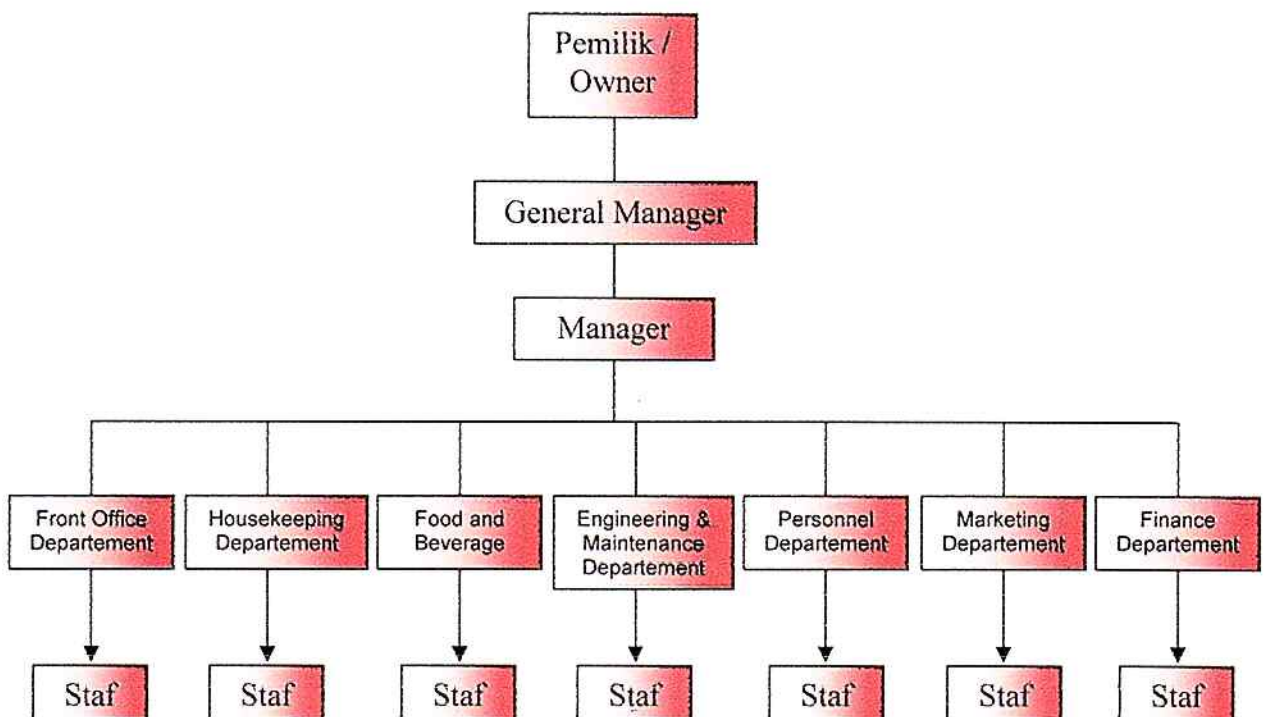 Pemilik /
Owner
General Manager
Manager
Front Office
Departement
Housekeeping
Departement
Food and
Beverage
Engineering &
Maintenance
Departement
Personnel
Departement
Marketing
Departement
Finance
Departement
Staf
Staf
Staf
Staf
Staf
Staf
Staf